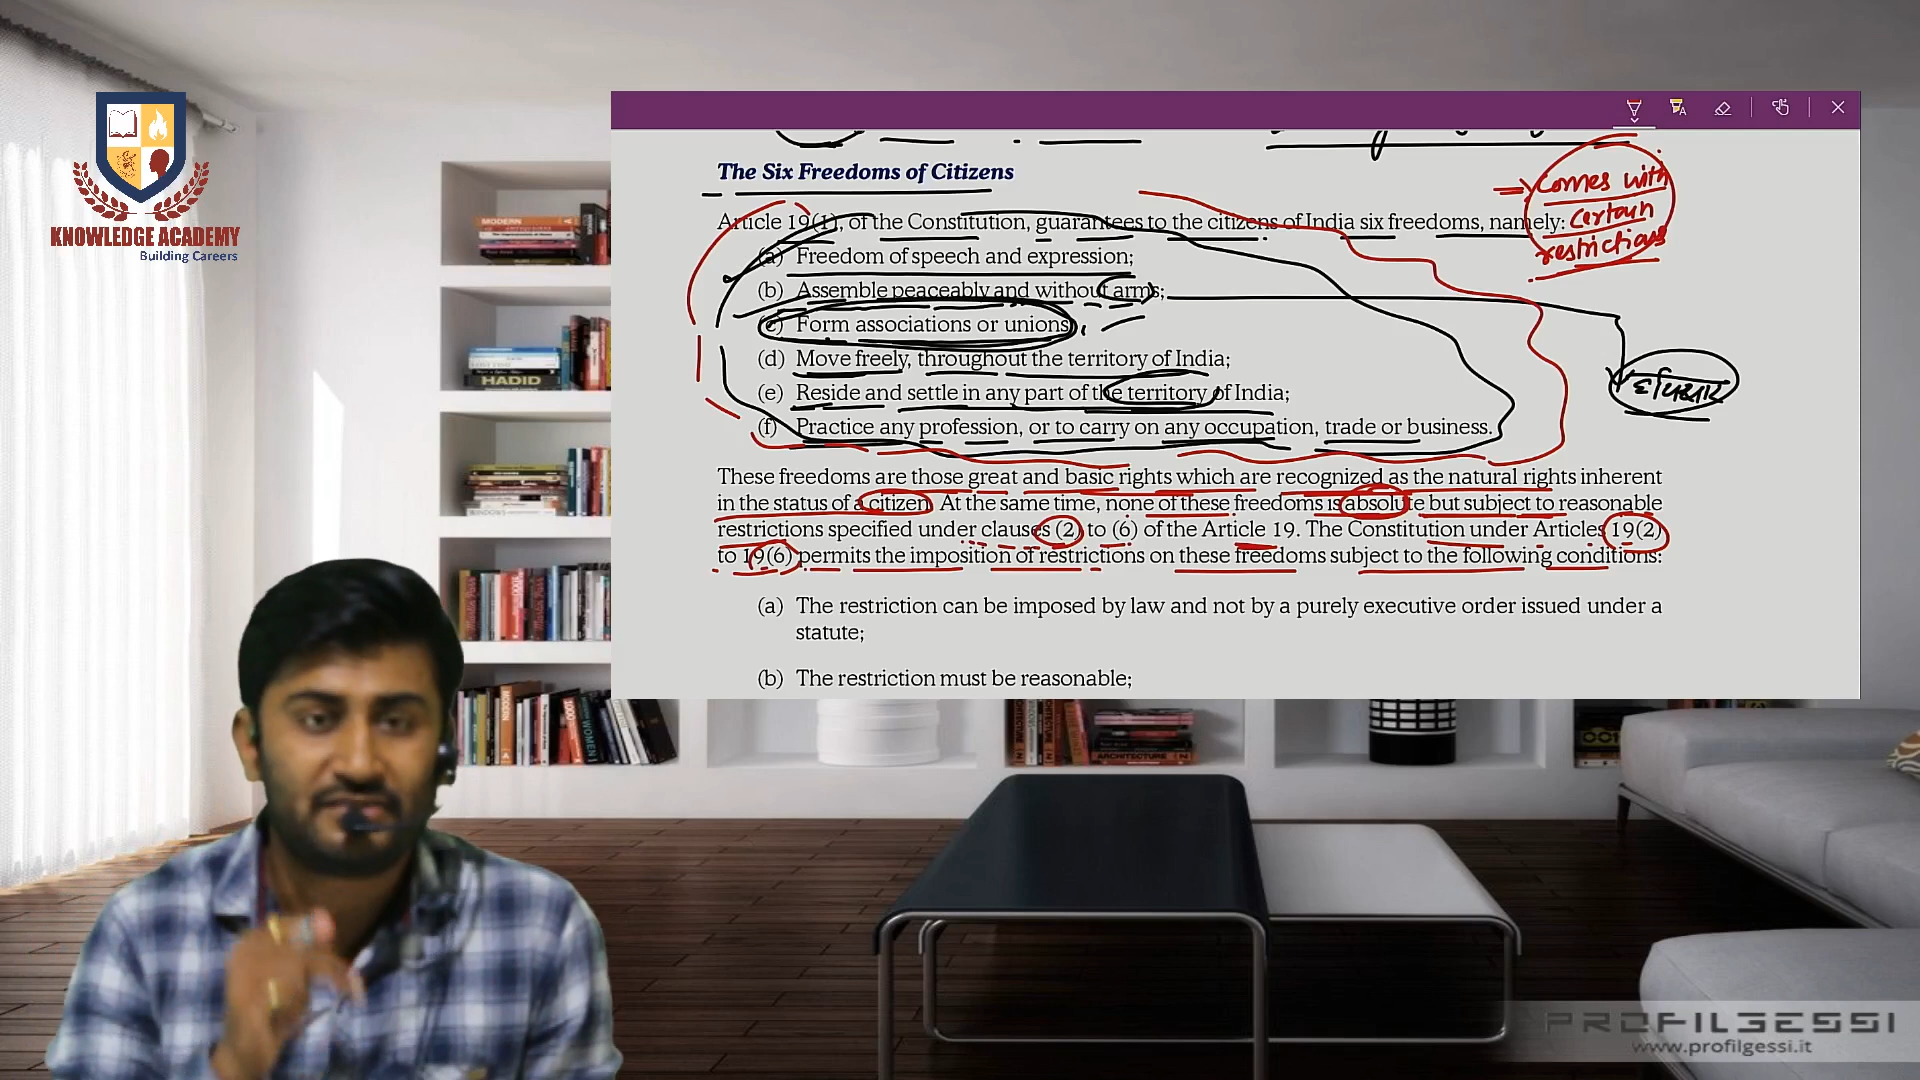 KNOWLEDGE ACADEMY
Building Careers
The Six Freedoms of Citizens
Article 19(1), of the Constitution, guarantees to the citizens of India six freedoms, namely:
(a) Freedom of speech and expression;
(b) Assemble peaceably and without arms;
(c) Form associations or unions
(d) Move freely, throughout the territory of India;
(e) Reside and settle in any part of the territory of India;
(f) Practice any profession, or to carry on any occupation, trade or business.
Comes with
Certain
restrictions
हथियार
These freedoms are those great and basic rights which are recognized as the natural rights inherent
in the status of a citizen. At the same time, none of these freedoms is absolute but subject to reasonable
restrictions specified under clauses (2) to (6) of the Article 19. The Constitution under Articles 19(2)
to 19(6) permits the imposition of restrictions on these freedoms subject to the following conditions:
(a) The restriction can be imposed by law and not by a purely executive order issued under a
statute;
(b) The restriction must be reasonable;
MODERN
HADID
WOMEN
1000
ARCHITECTURE
PROFILGESSI
www.profilgessi.it